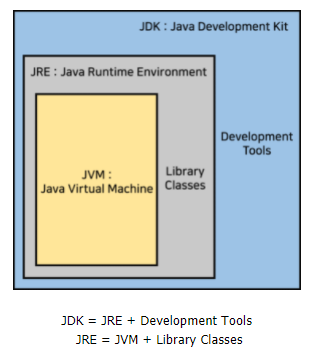 JDK : Java Development Kit
JRE : Java Runtime Environment
Development
Tools
JVM :
Java Virtual Machine
Library
Classes
JDK = JRE + Development Tools
JRE = JVM + Library Classes